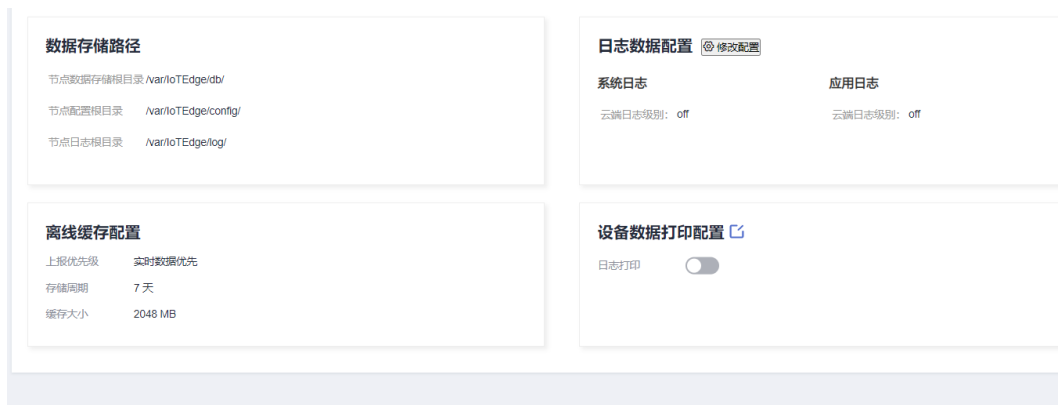 数据存储路径
节点数据存储根目录 /var/IoTEdge/db/
节点配置根目录 /var/IoTEdge/config/
节点日志根目录 /var/IoTEdge/log/
日志数据配置 修改配置
系统日志 应用日志
云端日志级别: off 云端日志级别: off
离线缓存配置
上报优先级 实时数据优先
存储周期 7 天
缓存大小 2048 MB
设备数据打印配置
日志打印